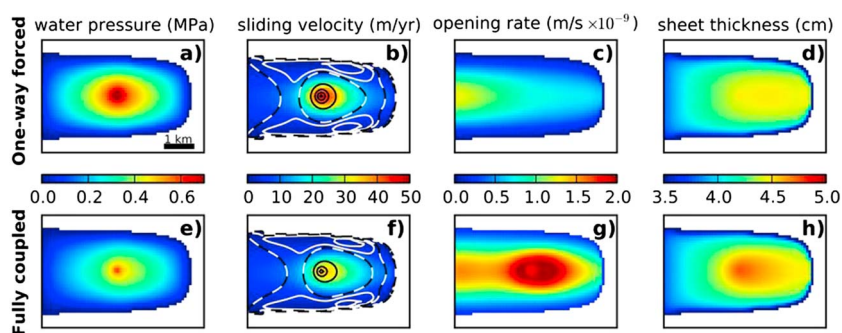 water pressure (MPa) sliding velocity (m/yr) opening rate (m/s ×10⁻⁹) sheet thickness (cm)
One-way forced
a) b) c) d)
1 km
0.0 0.2 0.4 0.6 0 10 20 30 40 50 0.0 0.5 1.0 1.5 2.0 3.5 4.0 4.5 5.0
Fully coupled
e) f) g) h)